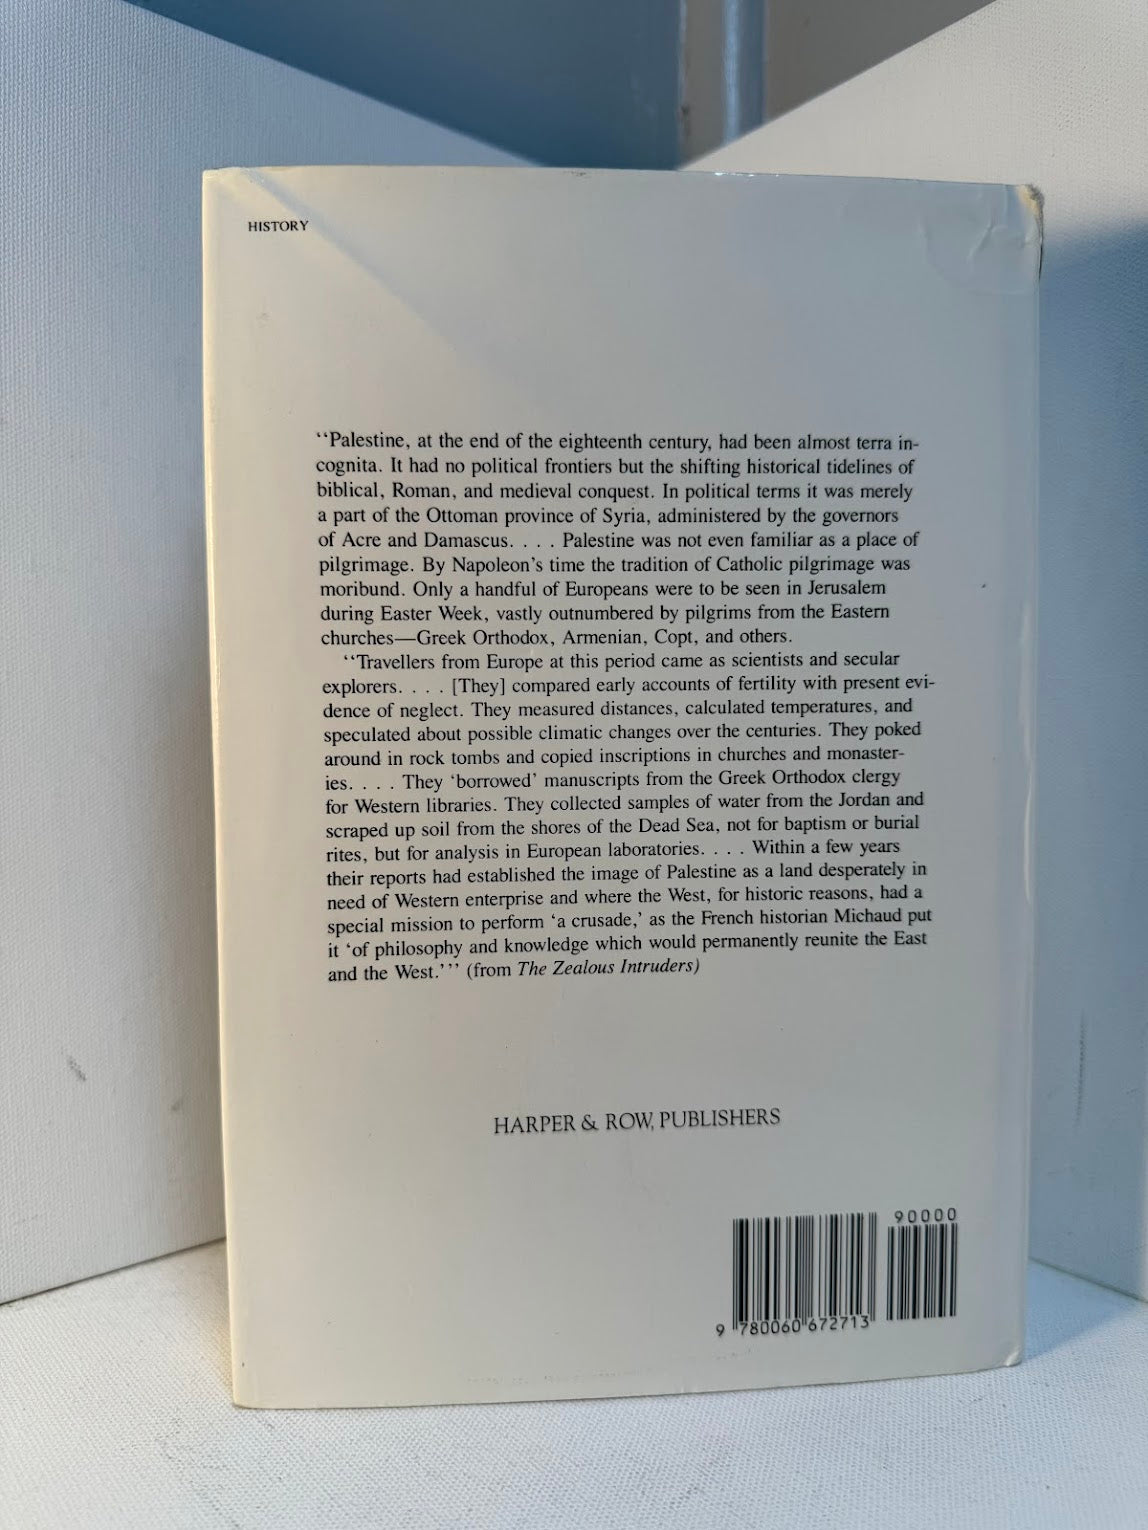 HISTORY
‘‘Palestine, at the end of the eighteenth century, had been almost terra in-
cognita. It had no political frontiers but the shifting historical tidelines of
biblical, Roman, and medieval conquest. In political terms it was merely
a part of the Ottoman province of Syria, administered by the governors
of Acre and Damascus. . . . Palestine was not even familiar as a place of
pilgrimage. By Napoleon’s time the tradition of Catholic pilgrimage was
moribund. Only a handful of Europeans were to be seen in Jerusalem
during Easter Week, vastly outnumbered by pilgrims from the Eastern
churches—Greek Orthodox, Armenian, Copt, and others.
‘‘Travellers from Europe at this period came as scientists and secular
explorers. . . . [They] compared early accounts of fertility with present evi-
dence of neglect. They measured distances, calculated temperatures, and
speculated about possible climatic changes over the centuries. They poked
around in rock tombs and copied inscriptions in churches and monaster-
ies. . . . They ‘borrowed’ manuscripts from the Greek Orthodox clergy
for Western libraries. They collected samples of water from the Jordan and
scraped up soil from the shores of the Dead Sea, not for baptism or burial
rites, but for analysis in European laboratories. . . . Within a few years
their reports had established the image of Palestine as a land desperately in
need of Western enterprise and where the West, for historic reasons, had a
special mission to perform ‘a crusade,’ as the French historian Michaud put
it ‘of philosophy and knowledge which would permanently reunite the East
and the West.’’’ (from The Zealous Intruders)
HARPER & ROW, PUBLISHERS
90000
9 780060 672713